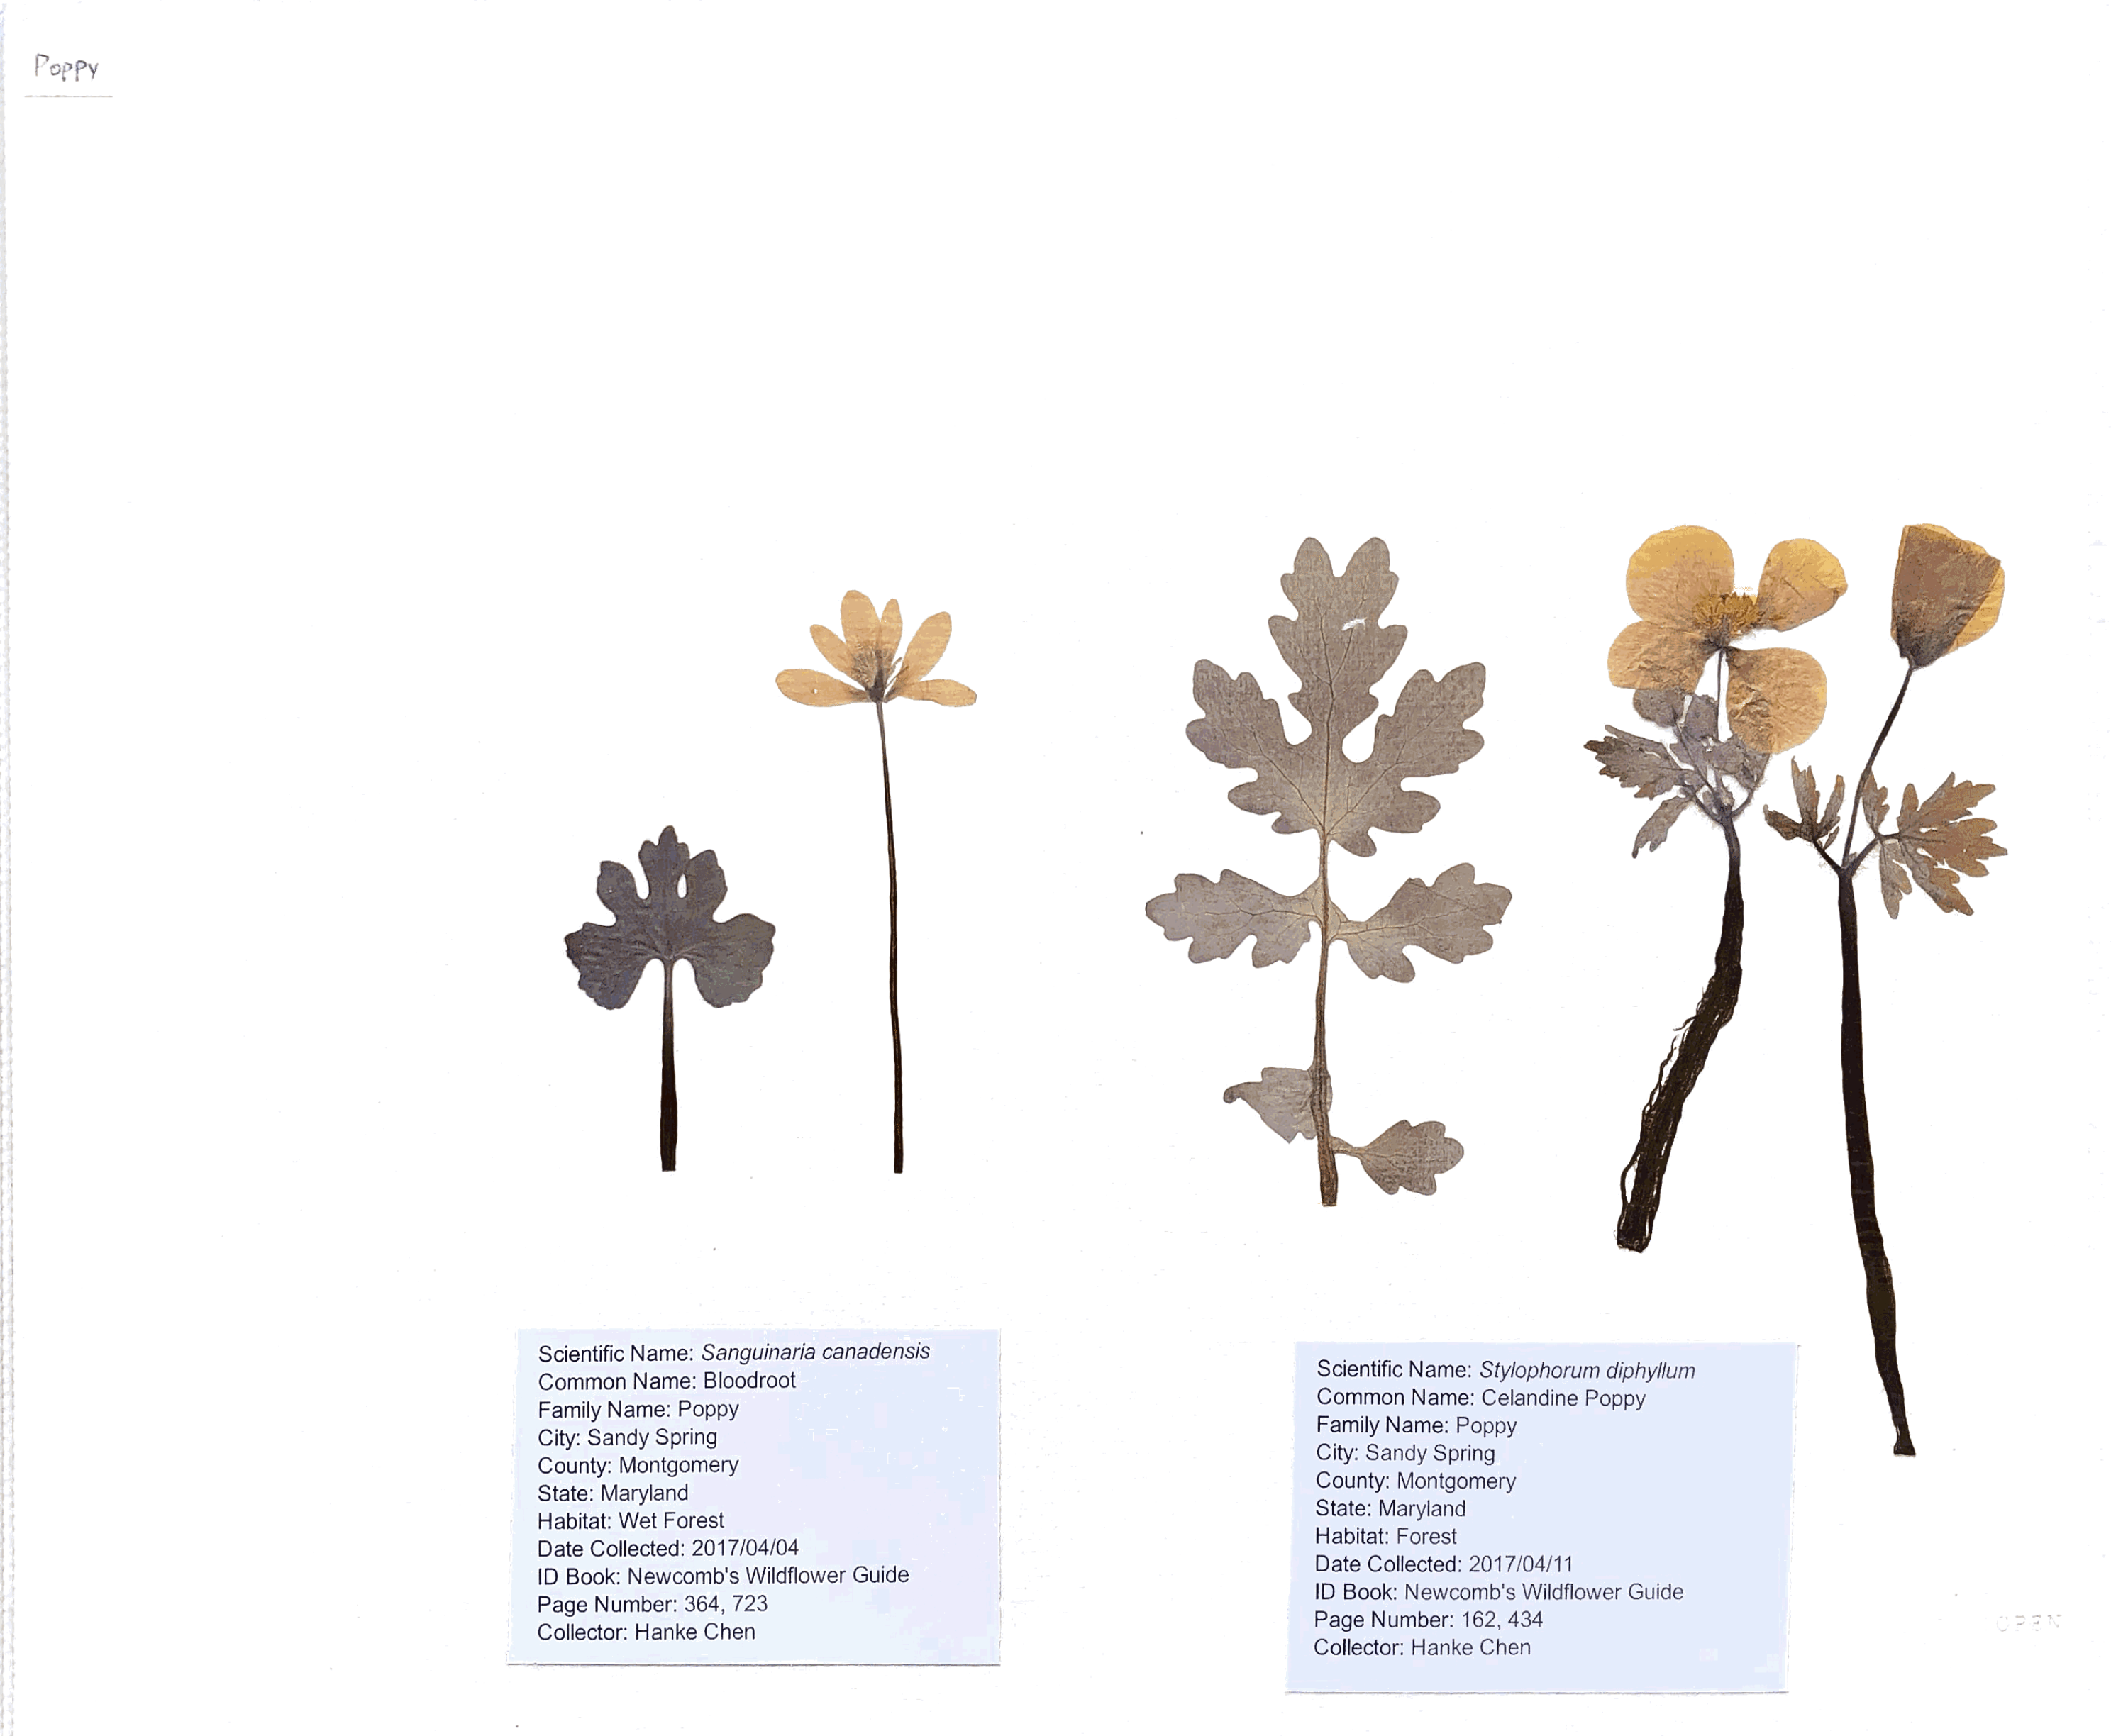 Poppy
Scientific Name: Sanguinaria canadensis
Common Name: Bloodroot
Family Name: Poppy
City: Sandy Spring
County: Montgomery
State: Maryland
Habitat: Wet Forest
Date Collected: 2017/04/04
ID Book: Newcomb's Wildflower Guide
Page Number: 364, 723
Collector: Hanke Chen
Scientific Name: Stylophorum diphyllum
Common Name: Celandine Poppy
Family Name: Poppy
City: Sandy Spring
County: Montgomery
State: Maryland
Habitat: Forest
Date Collected: 2017/04/11
ID Book: Newcomb's Wildflower Guide
Page Number: 162, 434
Collector: Hanke Chen
OPEN